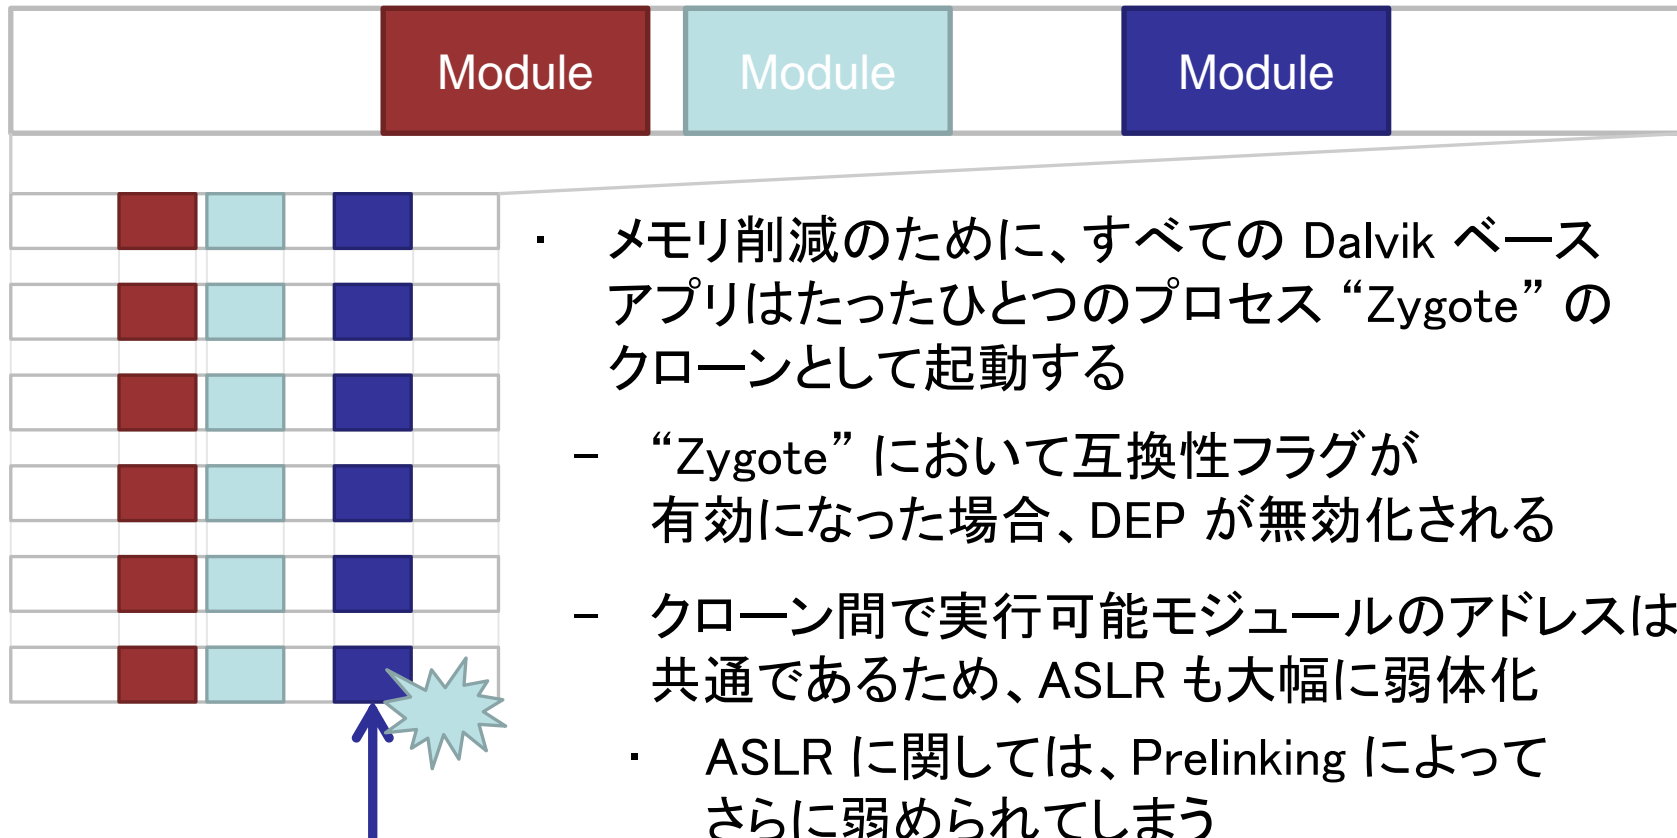 Module Module Module
・ メモリ削減のために、すべての Dalvik ベース
アプリはたったひとつのプロセス “Zygote” の
クローンとして起動する
– “Zygote” において互換性フラグが
有効になった場合、DEP が無効化される
– クローン間で実行可能モジュールのアドレスは
共通であるため、ASLR も大幅に弱体化
・ ASLR に関しては、Prelinking によって
さらに弱められてしまう